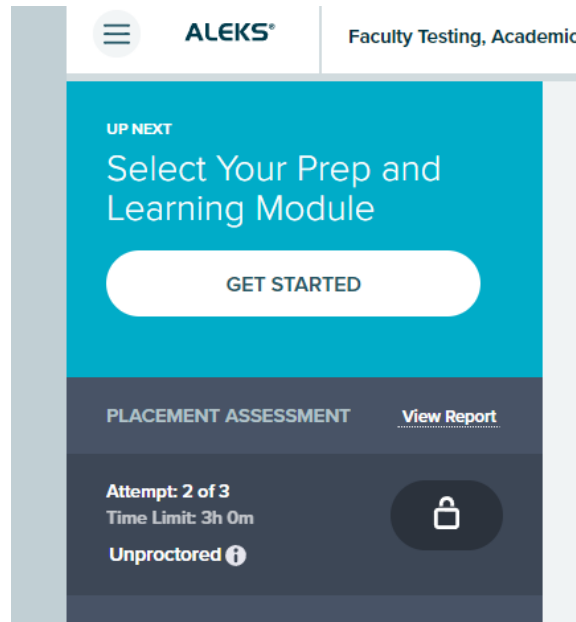 ALEKS®
Faculty Testing, Academic
UP NEXT
Select Your Prep and
Learning Module
GET STARTED
PLACEMENT ASSESSMENT View Report
Attempt: 2 of 3
Time Limit: 3h 0m
Unproctored